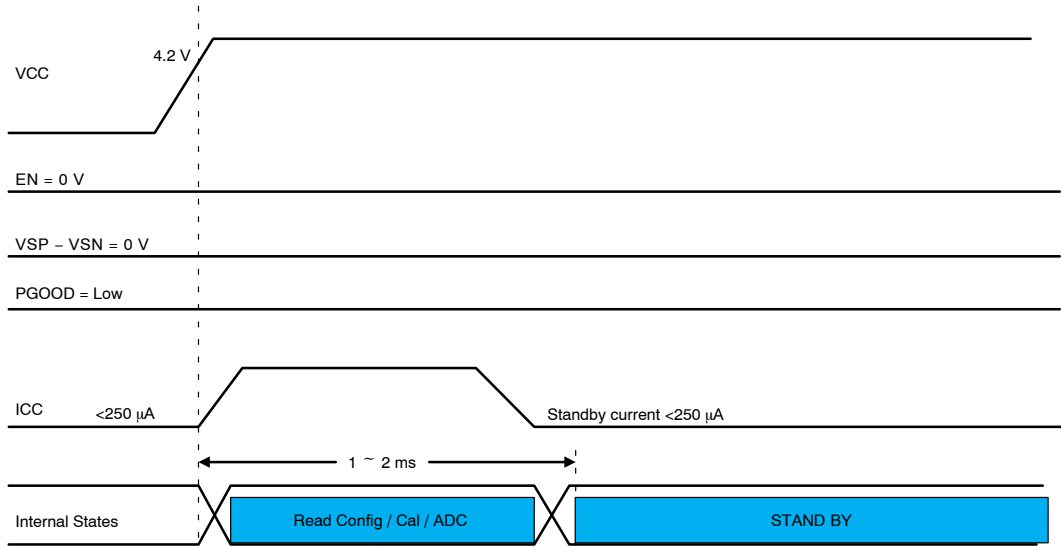 4.2 V
VCC
EN = 0 V
VSP − VSN = 0 V
PGOOD = Low
ICC <250 μA
Standby current <250 μA
1 ~ 2 ms
Internal States
Read Config / Cal / ADC
STAND BY